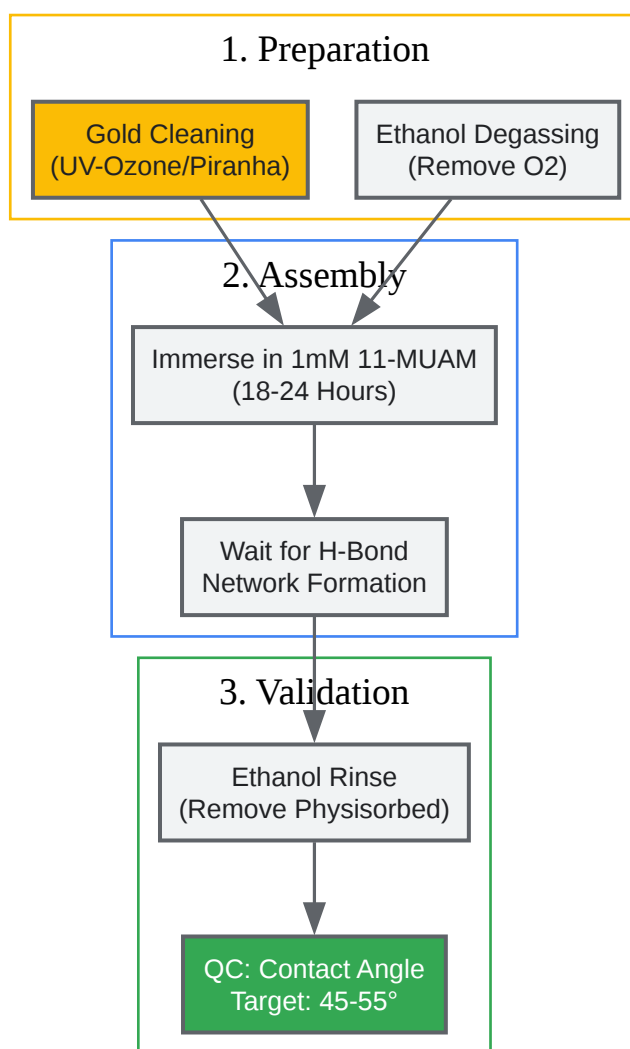 1. Preparation
Gold Cleaning
(UV-Ozone/Piranha)
Ethanol Degassing
(Remove O2)
2. Assembly
Immerse in 1mM 11-MUAM
(18-24 Hours)
Wait for H-Bond
Network Formation
3. Validation
Ethanol Rinse
(Remove Physisorbed)
QC: Contact Angle
Target: 45-55°